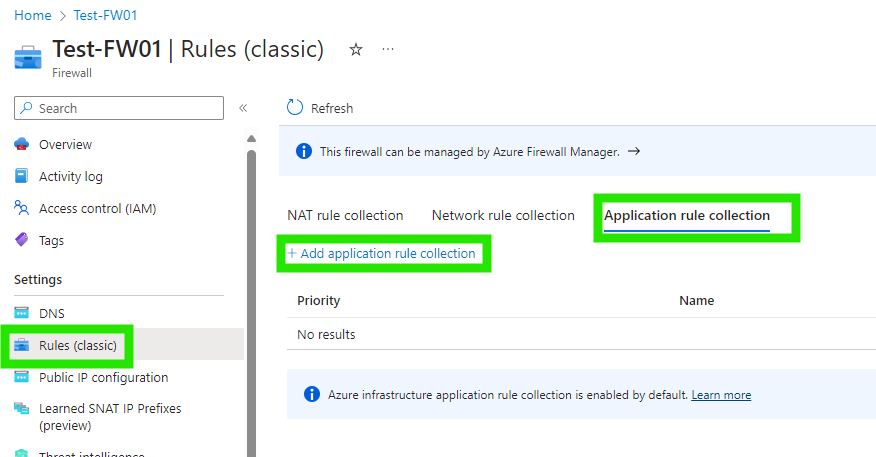 Home > Test-FW01
Test-FW01 | Rules (classic)
Firewall
Search
Overview
Activity log
Access control (IAM)
Tags
Settings
DNS
Rules (classic)
Public IP configuration
Learned SNAT IP Prefixes
(preview)
Threat intelligence
Refresh
This firewall can be managed by Azure Firewall Manager. →
NAT rule collection Network rule collection Application rule collection
+ Add application rule collection
Priority Name
No results
Azure infrastructure application rule collection is enabled by default. Learn more